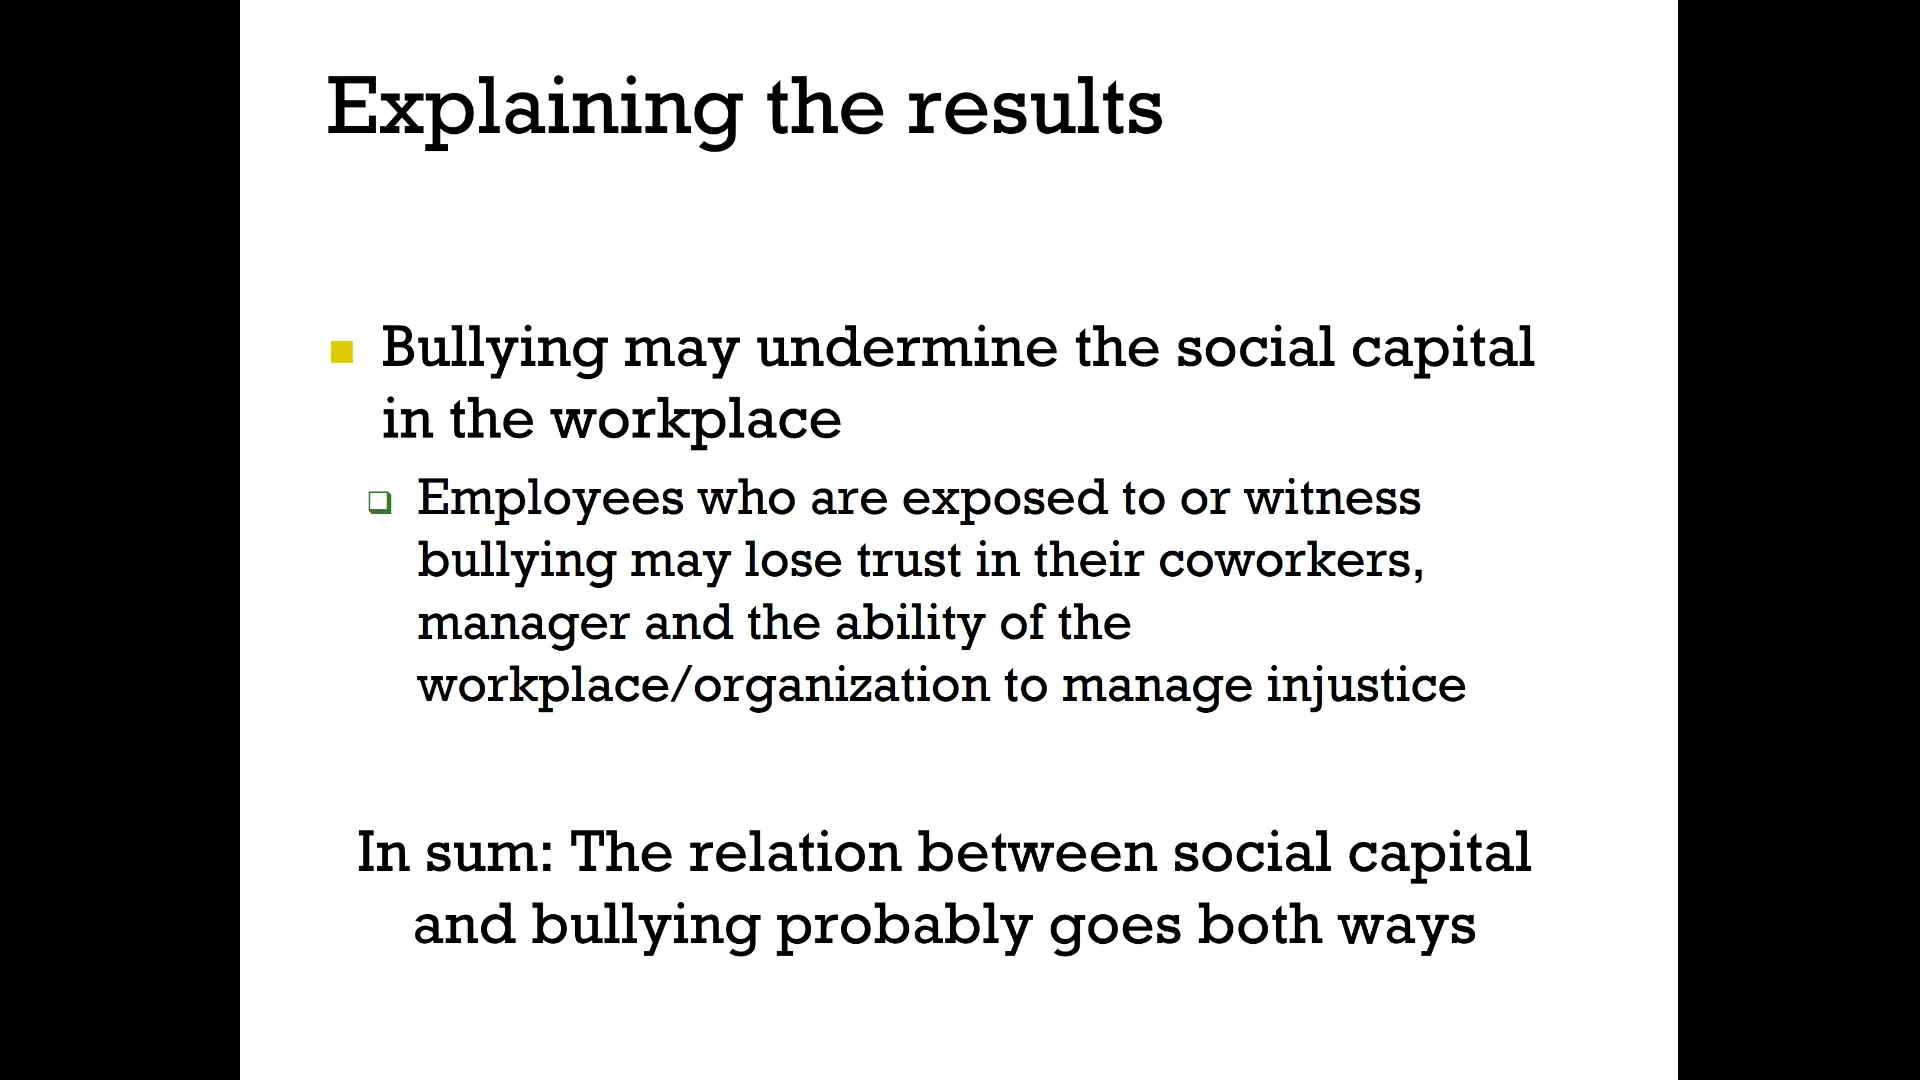 Explaining the results
Bullying may undermine the social capital
in the workplace
Employees who are exposed to or witness
bullying may lose trust in their coworkers,
manager and the ability of the
workplace/organization to manage injustice
In sum: The relation between social capital
and bullying probably goes both ways